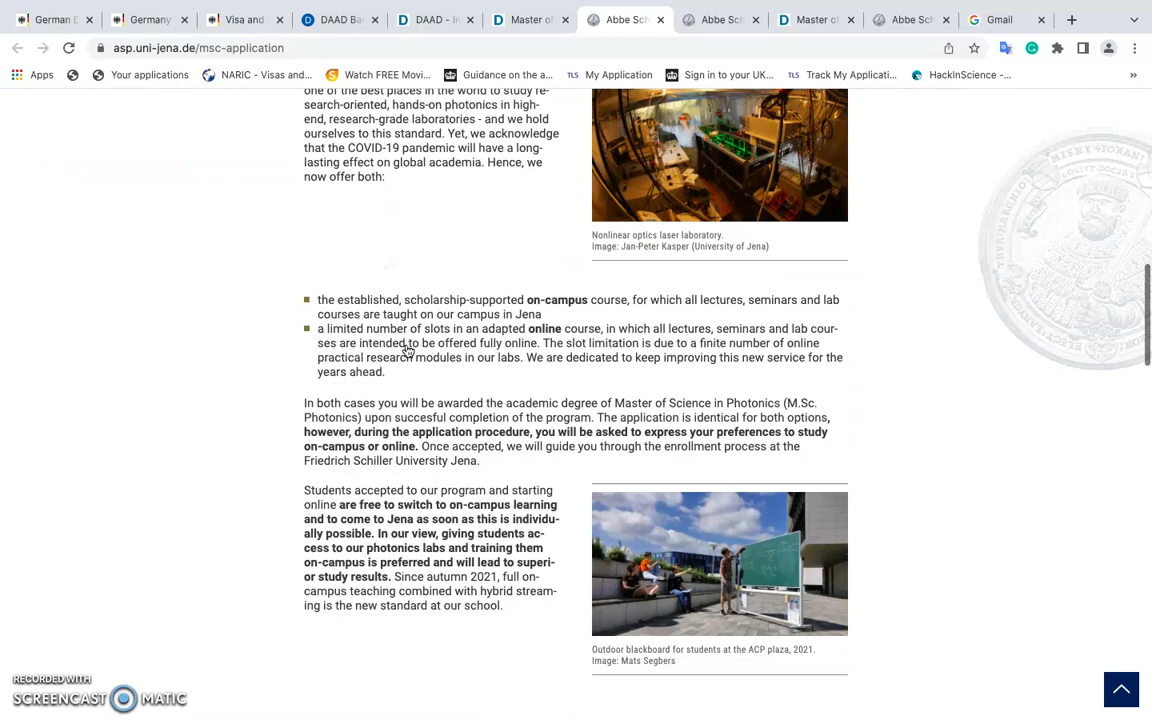 German E
Germany
Visa and
DAAD Ba
DAAD - In
Master of
Abbe Sch
Abbe Sch
Master of
Abbe Sch
Gmail
asp.uni-jena.de/msc-application
Apps
Your applications
NARIC - Visas and...
Watch FREE Movi...
Guidance on the a...
TLS My Application
Sign in to your UK...
TLS Track My Applicati...
HackInScience -...
one of the best places in the world to study re-
search-oriented, hands-on photonics in high-
end, research-grade laboratories - and we hold
ourselves to this standard. Yet, we acknowledge
that the COVID-19 pandemic will have a long-
lasting effect on global academia. Hence, we
now offer both:
Nonlinear optics laser laboratory.
Image: Jan-Peter Kasper (University of Jena)
the established, scholarship-supported on-campus course, for which all lectures, seminars and lab
courses are taught on our campus in Jena
a limited number of slots in an adapted online course, in which all lectures, seminars and lab cour-
ses are intended to be offered fully online. The slot limitation is due to a finite number of online
practical research modules in our labs. We are dedicated to keep improving this new service for the
years ahead.
In both cases you will be awarded the academic degree of Master of Science in Photonics (M.Sc.
Photonics) upon succesful completion of the program. The application is identical for both options,
however, during the application procedure, you will be asked to express your preferences to study
on-campus or online. Once accepted, we will guide you through the enrollment process at the
Friedrich Schiller University Jena.
Students accepted to our program and starting
online are free to switch to on-campus learning
and to come to Jena as soon as this is individu-
ally possible. In our view, giving students ac-
cess to our photonics labs and training them
on-campus is preferred and will lead to superi-
or study results. Since autumn 2021, full on-
campus teaching combined with hybrid stream-
ing is the new standard at our school.
Outdoor blackboard for students at the ACP plaza, 2021.
Image: Mats Segbers
RECORDED WITH
SCREENCAST MATIC